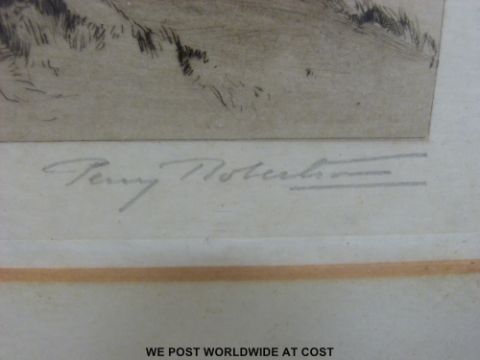 Percy Robertson
WE POST WORLDWIDE AT COST